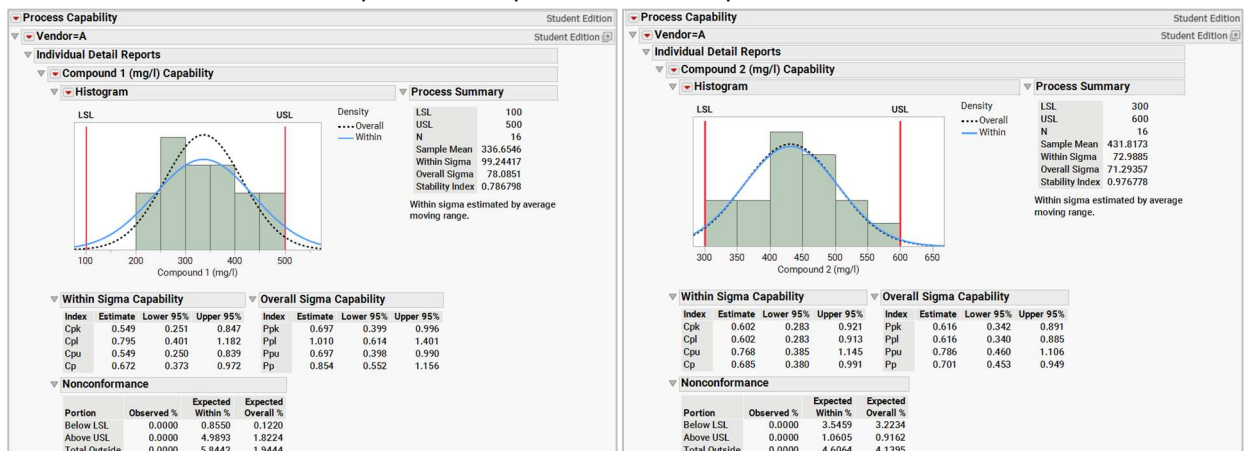 Process Capability Student Edition
Vendor=A Student Edition
Individual Detail Reports
Compound 1 (mg/l) Capability
Histogram
LSL USL
100 200 300 400 500
Compound 1 (mg/l)
Density
Overall
Within
Process Summary
LSL 100
USL 500
N 16
Sample Mean 336.6546
Within Sigma 99.24417
Overall Sigma 78.0851
Stability Index 0.786798
Within sigma estimated by average
moving range.
Within Sigma Capability
Index Estimate Lower 95% Upper 95%
Cpk 0.549 0.251 0.847
Cpl 0.795 0.401 1.182
Cpu 0.549 0.250 0.839
Cp 0.672 0.373 0.972
Overall Sigma Capability
Index Estimate Lower 95% Upper 95%
Ppk 0.697 0.399 0.996
Ppl 1.010 0.614 1.401
Ppu 0.697 0.398 0.990
Pp 0.854 0.552 1.156
Nonconformance
Expected Expected
Portion Observed % Within % Overall %
Below LSL 0.0000 0.8550 0.1220
Above USL 0.0000 4.9893 1.8224
Total Outside 0.0000 5.8442 1.9444
Process Capability Student Edition
Vendor=A Student Edition
Individual Detail Reports
Compound 2 (mg/l) Capability
Histogram
LSL USL
300 350 400 450 500 550 600 650
Compound 2 (mg/l)
Density
Overall
Within
Process Summary
LSL 300
USL 600
N 16
Sample Mean 431.8173
Within Sigma 72.9885
Overall Sigma 71.29357
Stability Index 0.976778
Within sigma estimated by average
moving range.
Within Sigma Capability
Index Estimate Lower 95% Upper 95%
Cpk 0.602 0.283 0.921
Cpl 0.602 0.283 0.913
Cpu 0.768 0.385 1.145
Cp 0.685 0.380 0.991
Overall Sigma Capability
Index Estimate Lower 95% Upper 95%
Ppk 0.616 0.342 0.891
Ppl 0.616 0.340 0.885
Ppu 0.786 0.460 1.106
Pp 0.701 0.453 0.949
Nonconformance
Expected Expected
Portion Observed % Within % Overall %
Below LSL 0.0000 3.5459 3.2234
Above USL 0.0000 1.0605 0.9162
Total Outside 0.0000 4.6064 4.1395